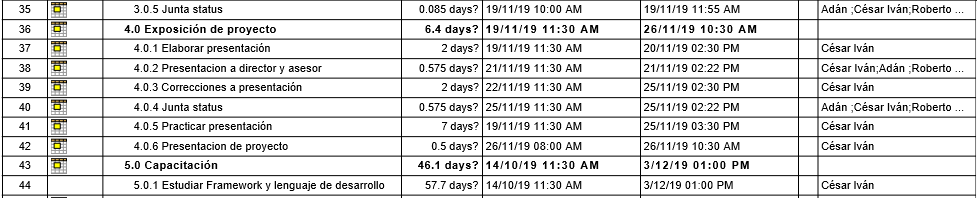 35 3.0.5 Junta status 0.085 days? 19/11/19 10:00 AM 19/11/19 11:55 AM Adán ;César Iván;Roberto ...
36 4.0 Exposición de proyecto 6.4 days? 19/11/19 11:30 AM 26/11/19 10:30 AM
37 4.0.1 Elaborar presentación 2 days? 19/11/19 11:30 AM 20/11/19 02:30 PM César Iván
38 4.0.2 Presentacion a director y asesor 0.575 days? 21/11/19 11:30 AM 21/11/19 02:22 PM César Iván;Adán ;Roberto ...
39 4.0.3 Correcciones a presentación 2 days? 22/11/19 11:30 AM 25/11/19 02:30 PM César Iván
40 4.0.4 Junta status 0.575 days? 25/11/19 11:30 AM 25/11/19 02:22 PM Adán ;César Iván;Roberto ...
41 4.0.5 Practicar presentación 7 days? 19/11/19 11:30 AM 25/11/19 03:30 PM César Iván
42 4.0.6 Presentacion de proyecto 0.5 days? 26/11/19 08:00 AM 26/11/19 10:30 AM César Iván
43 5.0 Capacitación 46.1 days? 14/10/19 11:30 AM 3/12/19 01:00 PM
44 5.0.1 Estudiar Framework y lenguaje de desarrollo 57.7 days? 14/10/19 11:30 AM 3/12/19 01:00 PM César Iván